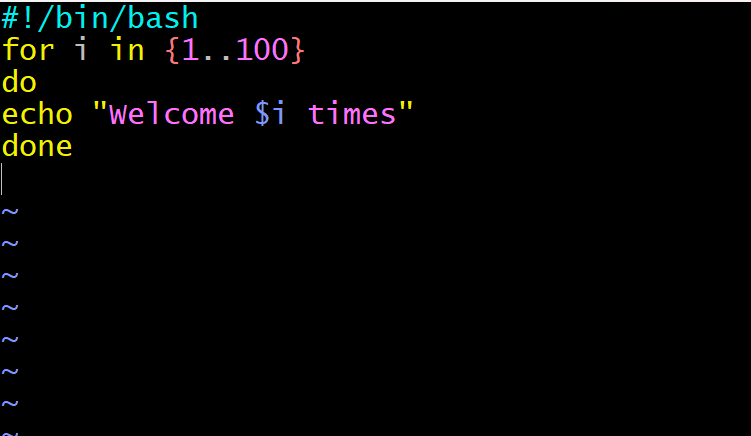 #!/bin/bash
for i in {1..100}
do
echo "Welcome $i times"
done
~
~
~
~
~
~
~
~